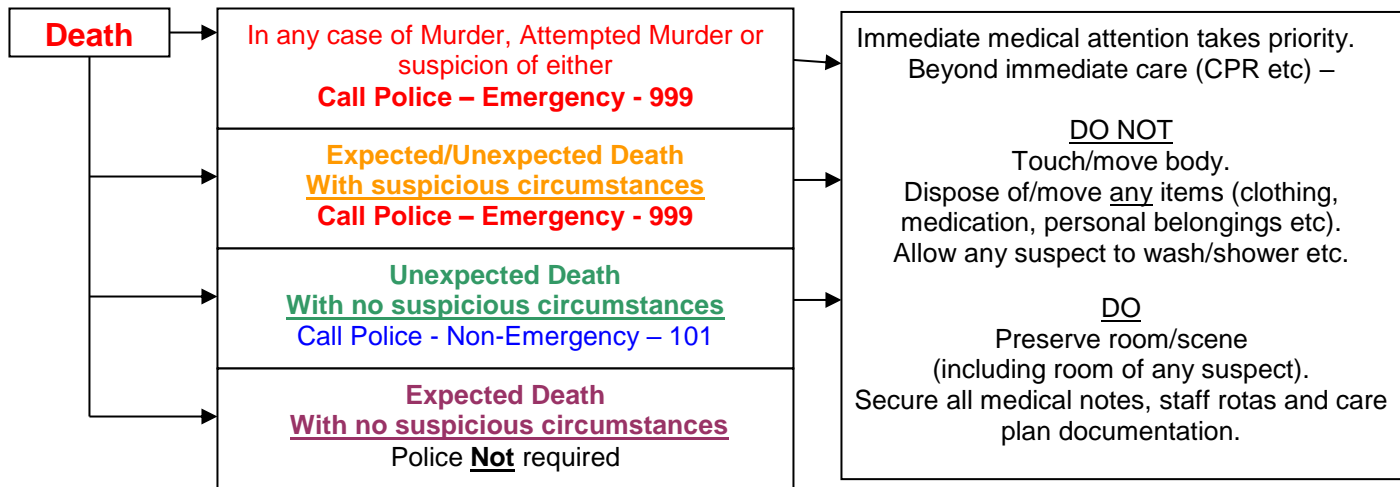 Death
In any case of Murder, Attempted Murder or
suspicion of either
Call Police – Emergency - 999
Expected/Unexpected Death
With suspicious circumstances
Call Police – Emergency - 999
Unexpected Death
With no suspicious circumstances
Call Police - Non-Emergency – 101
Expected Death
With no suspicious circumstances
Police Not required
Immediate medical attention takes priority.
Beyond immediate care (CPR etc) –
DO NOT
Touch/move body.
Dispose of/move any items (clothing,
medication, personal belongings etc).
Allow any suspect to wash/shower etc.
DO
Preserve room/scene
(including room of any suspect).
Secure all medical notes, staff rotas and care
plan documentation.